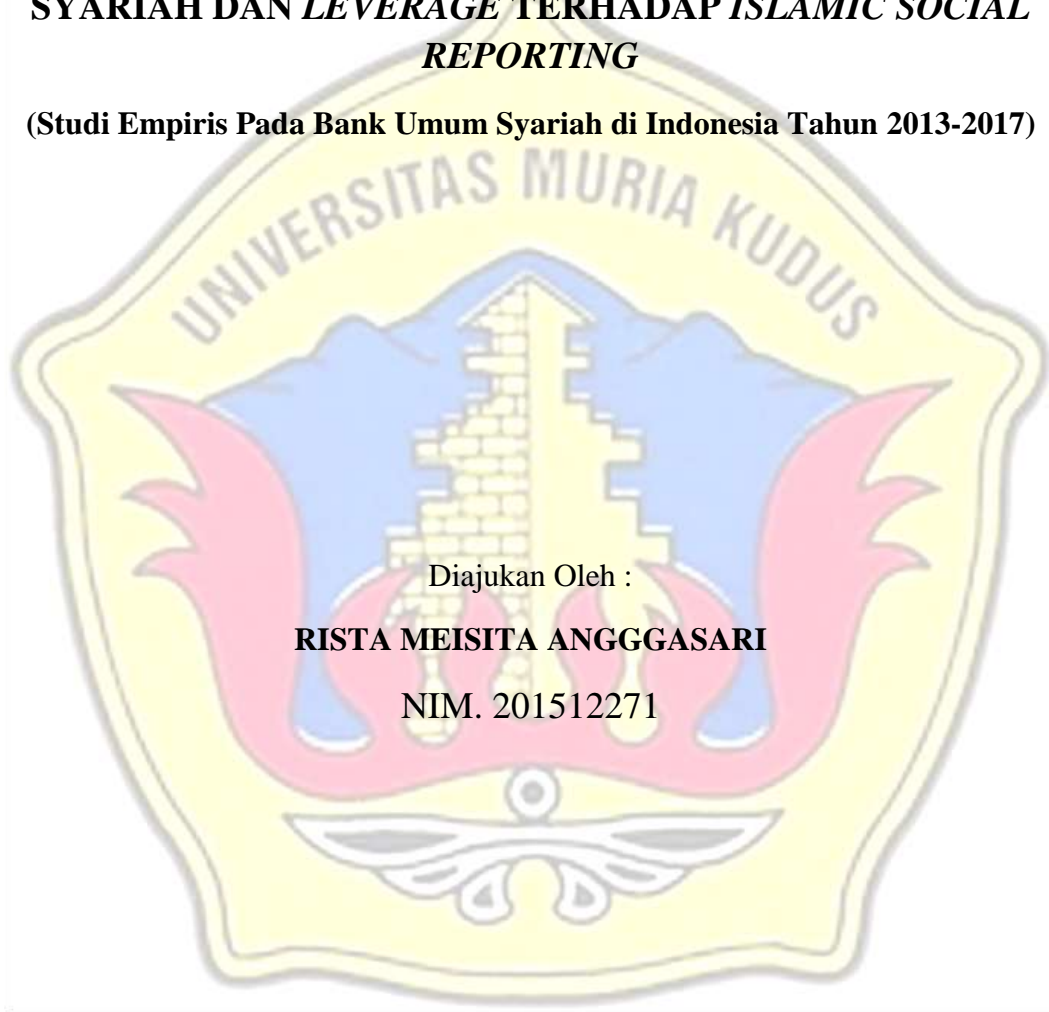 SYARIAH DAN LEVERAGE TERHADAP ISLAMIC SOCIAL
REPORTING
(Studi Empiris Pada Bank Umum Syariah di Indonesia Tahun 2013-2017)
UNIVERSITAS MURIA KUDUS
Diajukan Oleh :
RISTA MEISITA ANGGGASARI
NIM. 201512271